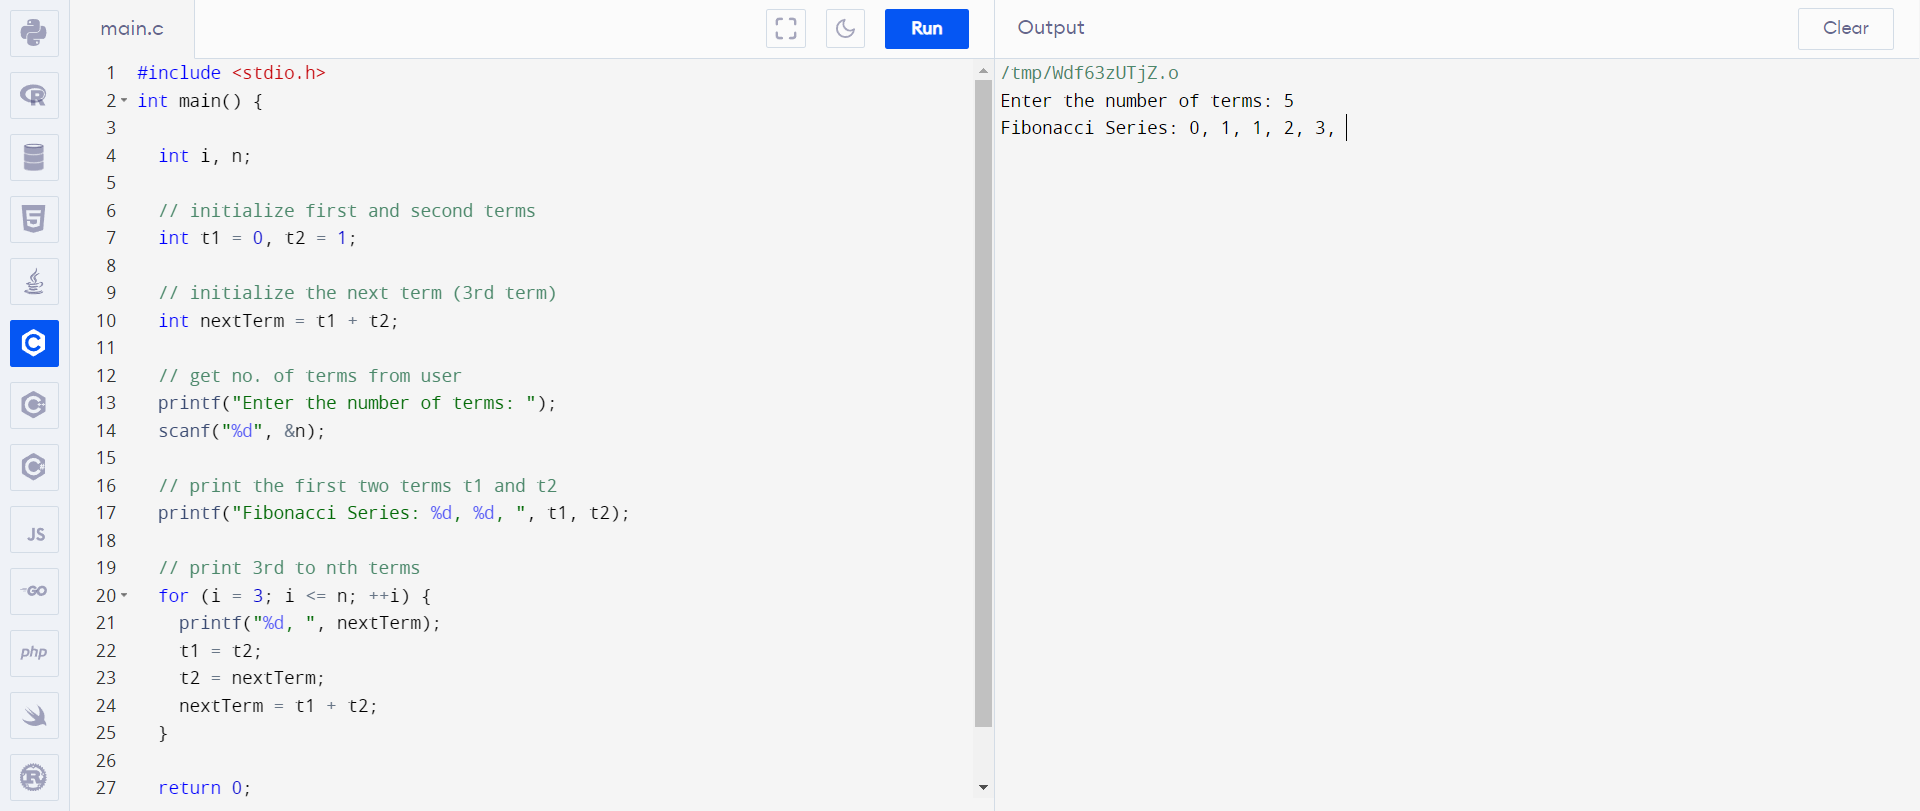 main.c
Run
Output
Clear
1 #include <stdio.h>
2 int main() {
3
4 int i, n;
5
6 // initialize first and second terms
7 int t1 = 0, t2 = 1;
8
9 // initialize the next term (3rd term)
10 int nextTerm = t1 + t2;
11
12 // get no. of terms from user
13 printf("Enter the number of terms: ");
14 scanf("%d", &n);
15
16 // print the first two terms t1 and t2
17 printf("Fibonacci Series: %d, %d, ", t1, t2);
18
19 // print 3rd to nth terms
20 for (i = 3; i <= n; ++i) {
21 printf("%d, ", nextTerm);
22 t1 = t2;
23 t2 = nextTerm;
24 nextTerm = t1 + t2;
25 }
26
27 return 0;
/tmp/Wdf63zUTjZ.o
Enter the number of terms: 5
Fibonacci Series: 0, 1, 1, 2, 3,
R
5
C
C
C
JS
GO
php
R